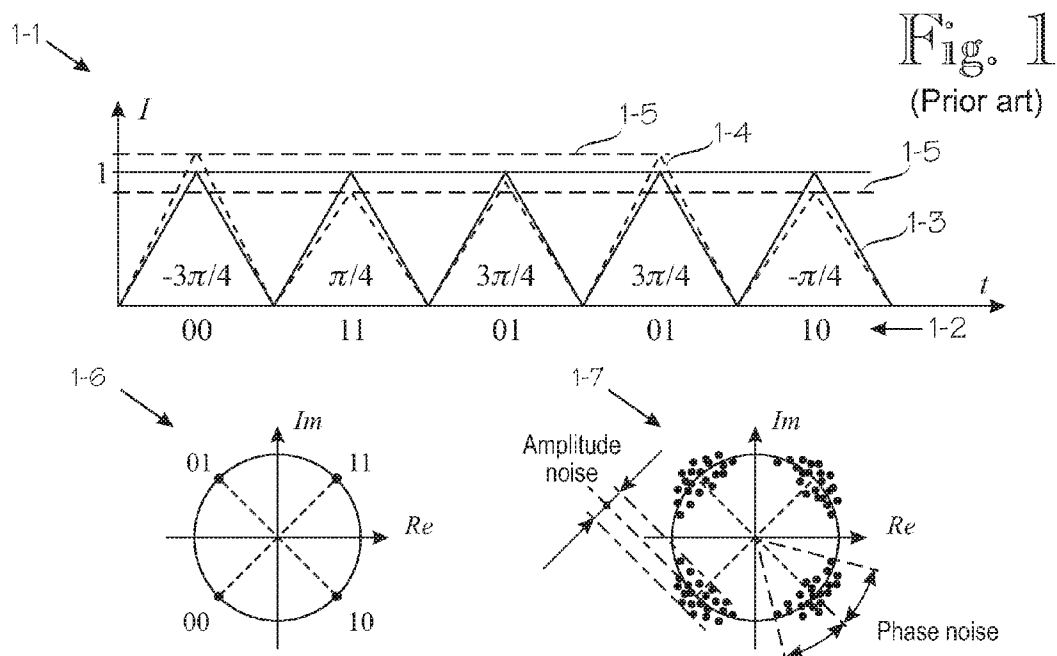 Fig. 1
(Prior art)
1-1
I
1-5
1-4
1
1-5
1-3
-3π/4 π/4 3π/4 3π/4 -π/4
t
00 11 01 01 10
1-2
1-6
1-7
Im
01 11
Re
00 10
Amplitude
noise
Im
Re
Phase noise